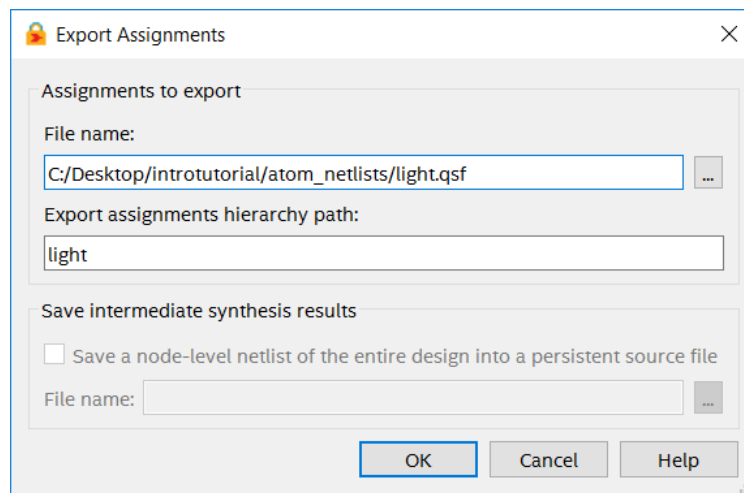 Export Assignments
Assignments to export
File name:
C:/Desktop/introtutorial/atom_netlists/light.qsf
...
Export assignments hierarchy path:
light
Save intermediate synthesis results
Save a node-level netlist of the entire design into a persistent source file
File name:
...
OK Cancel Help